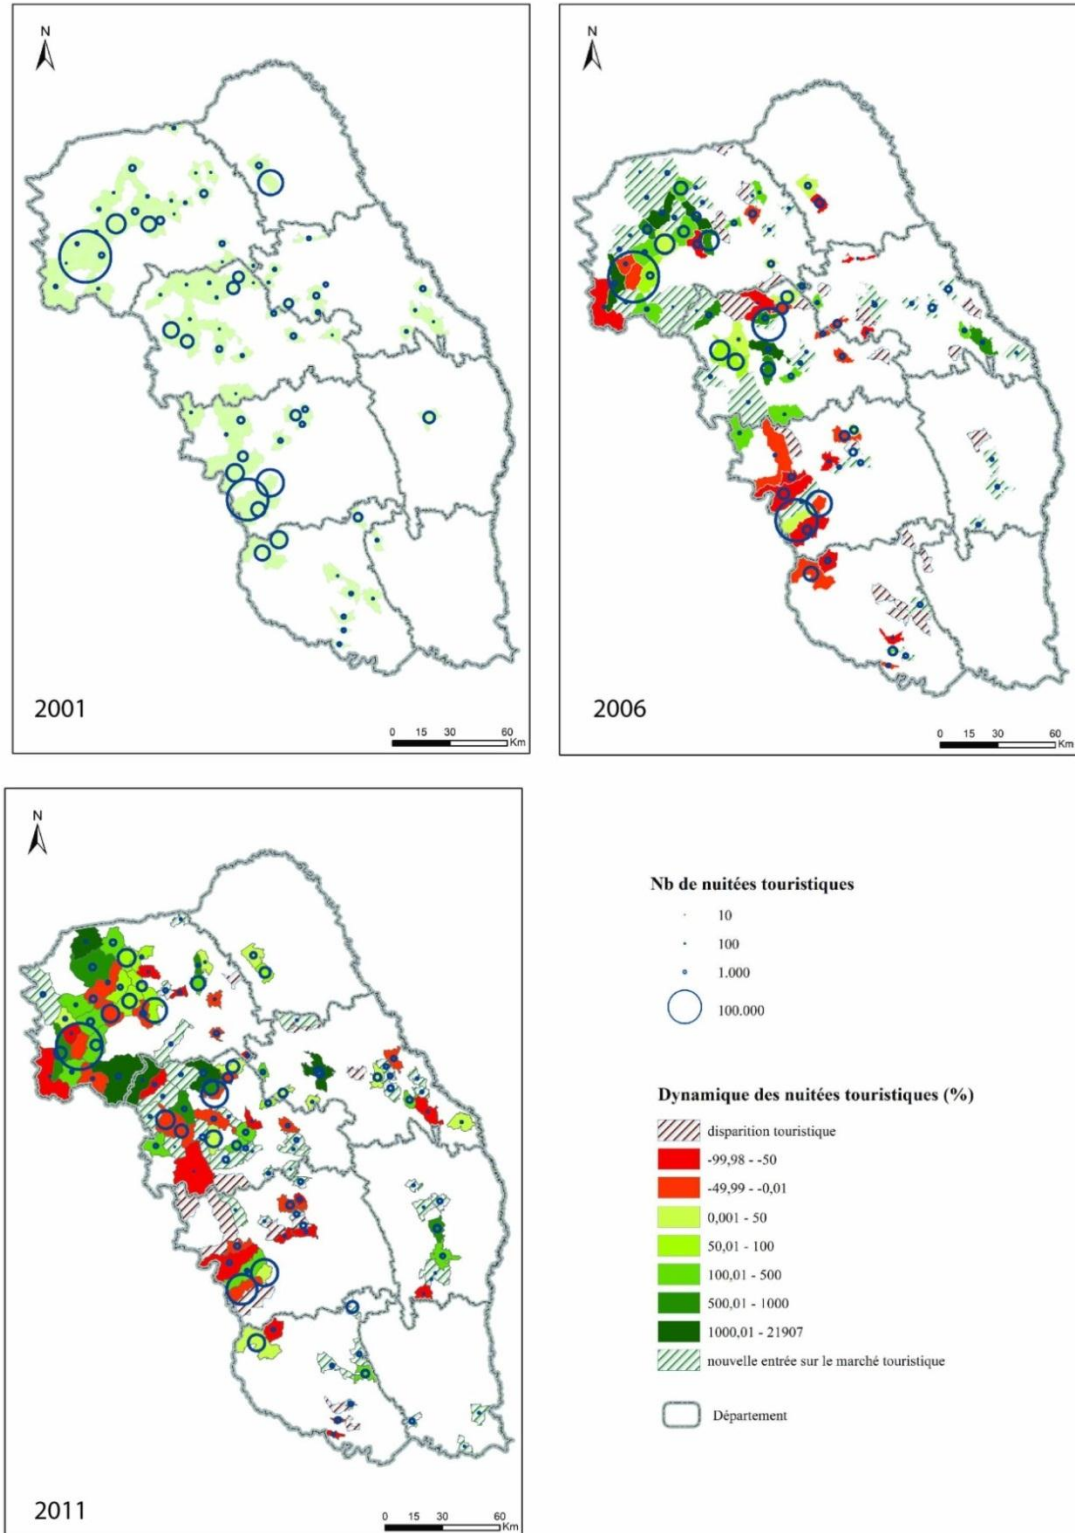 N
2001
0 15 30 60
Km
N
2006
0 15 30 60
Km
N
2011
0 15 30 60
Km
Nb de nuitées touristiques
10
100
1.000
100.000
Dynamique des nuitées touristiques (%)
disparition touristique
-99,98 - -50
-49,99 - -0,01
0,001 - 50
50,01 - 100
100,01 - 500
500,01 - 1000
1000,01 - 21907
nouvelle entrée sur le marché touristique
Département